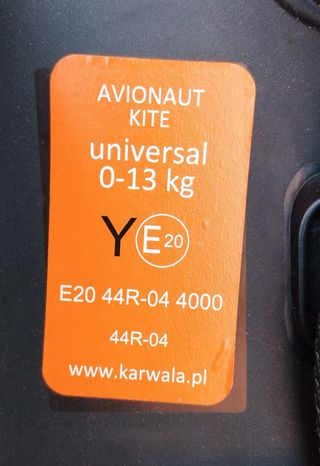 AVIONAUT
KITE
universal
0-13 kg
Y E 20
E20 44R-04 4000
44R-04
www.karwala.pl